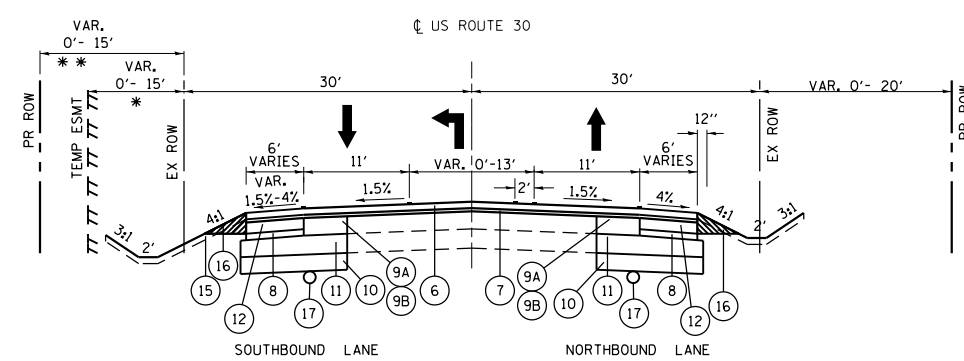 VAR.
0'- 15'
* *
℄ US ROUTE 30
VAR.
0'- 15'
*
30'
30'
VAR. 0'- 20'
PR ROW
TEMP ESMT
EX ROW
EX ROW
PR ROW
12''
6'
VARIES
11'
VAR. 0'-13'
11'
6'
VARIES
VAR.
1.5%-4%
1.5%
2'
1.5%
4%
3:1
2'
4:1
4:1
2'
3:1
15
16
12
8
17
11
10
9A
9B
6
7
9A
9B
10
11
17
8
12
16
SOUTHBOUND LANE
NORTHBOUND LANE